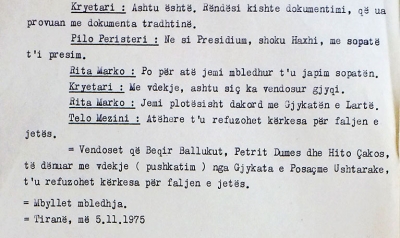 Kryetari : Ashtu është. Rëndësi kishte dokumentimi, që ua
provuan me dokumenta tradhtinë.
Pilo Peristeri : Ne si Presidium, shoku Haxhi, me sopatë
t'i presim.
Rita Marko : Po për atë jemi mbledhur t'u japim sopatën.
Kryetari : Me vdekje, ashtu siç ka vendosur gjyqi.
Rita Marko : Jemi plotësisht dakord me Gjykatën e Lartë.
Telo Mezini : Atëhere t'u refuzohet kërkesa për faljen e
jetës.
= Vendoset që Beqir Ballukut, Petrit Dumes dhe Hito Çakos,
të dënuar me vdekje ( pushkatim ) nga Gjykata e Posaçme Ushtarake,
t'u refuzohet kërkesa për faljen e jetës.
= Mbyllet mbledhja.
= Tiranë, më 5.11.1975